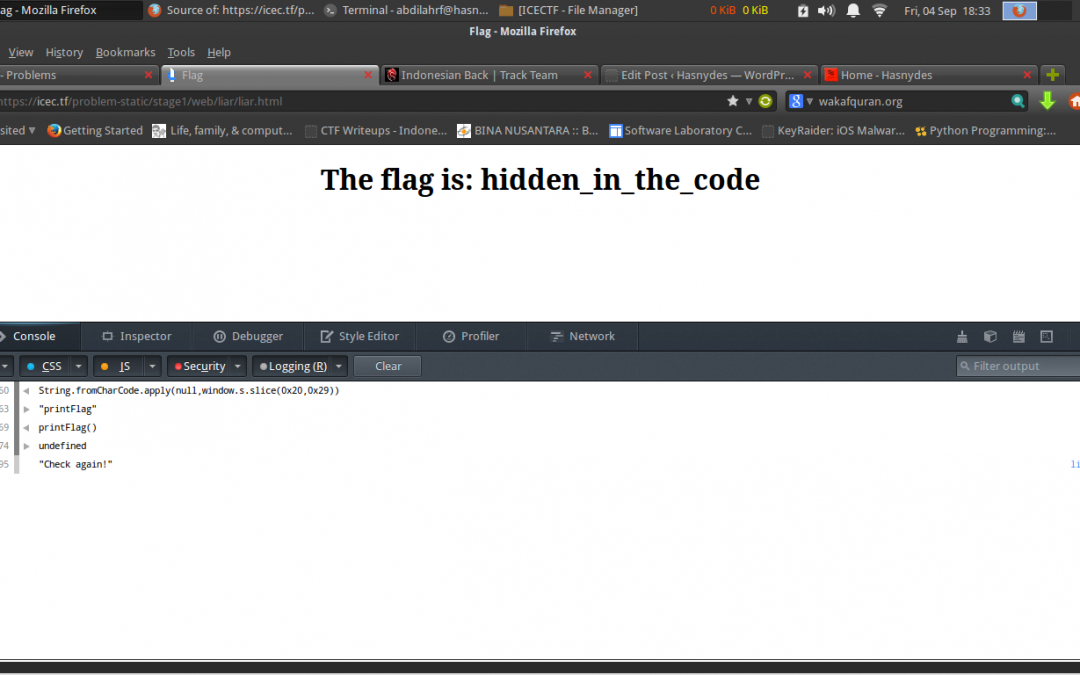 ag - Mozilla Firefox Source of: https://icec.tf/p... Terminal - abdilahrf@hasn... [ICECTF - File Manager] 0 KiB 0 KiB Fri, 04 Sep 18:33
Flag - Mozilla Firefox
View History Bookmarks Tools Help
- Problems Flag Indonesian Back | Track Team Edit Post ‹ Hasnydes — WordPr... Home - Hasnydes
https://icec.tf/problem-static/stage1/web/liar/liar.html wakafquran.org
sited Getting Started Life, family, & comput... CTF Writeups - Indone... BINA NUSANTARA :: B... Software Laboratory C... KeyRaider: iOS Malwar... Python Programming:...
The flag is: hidden_in_the_code
Console Inspector Debugger Style Editor Profiler Network
CSS JS Security Logging (R) Clear Filter output
60 String.fromCharCode.apply(null,window.s.slice(0x20,0x29))
63 "printFlag"
69 printFlag()
74 undefined
95 "Check again!" li